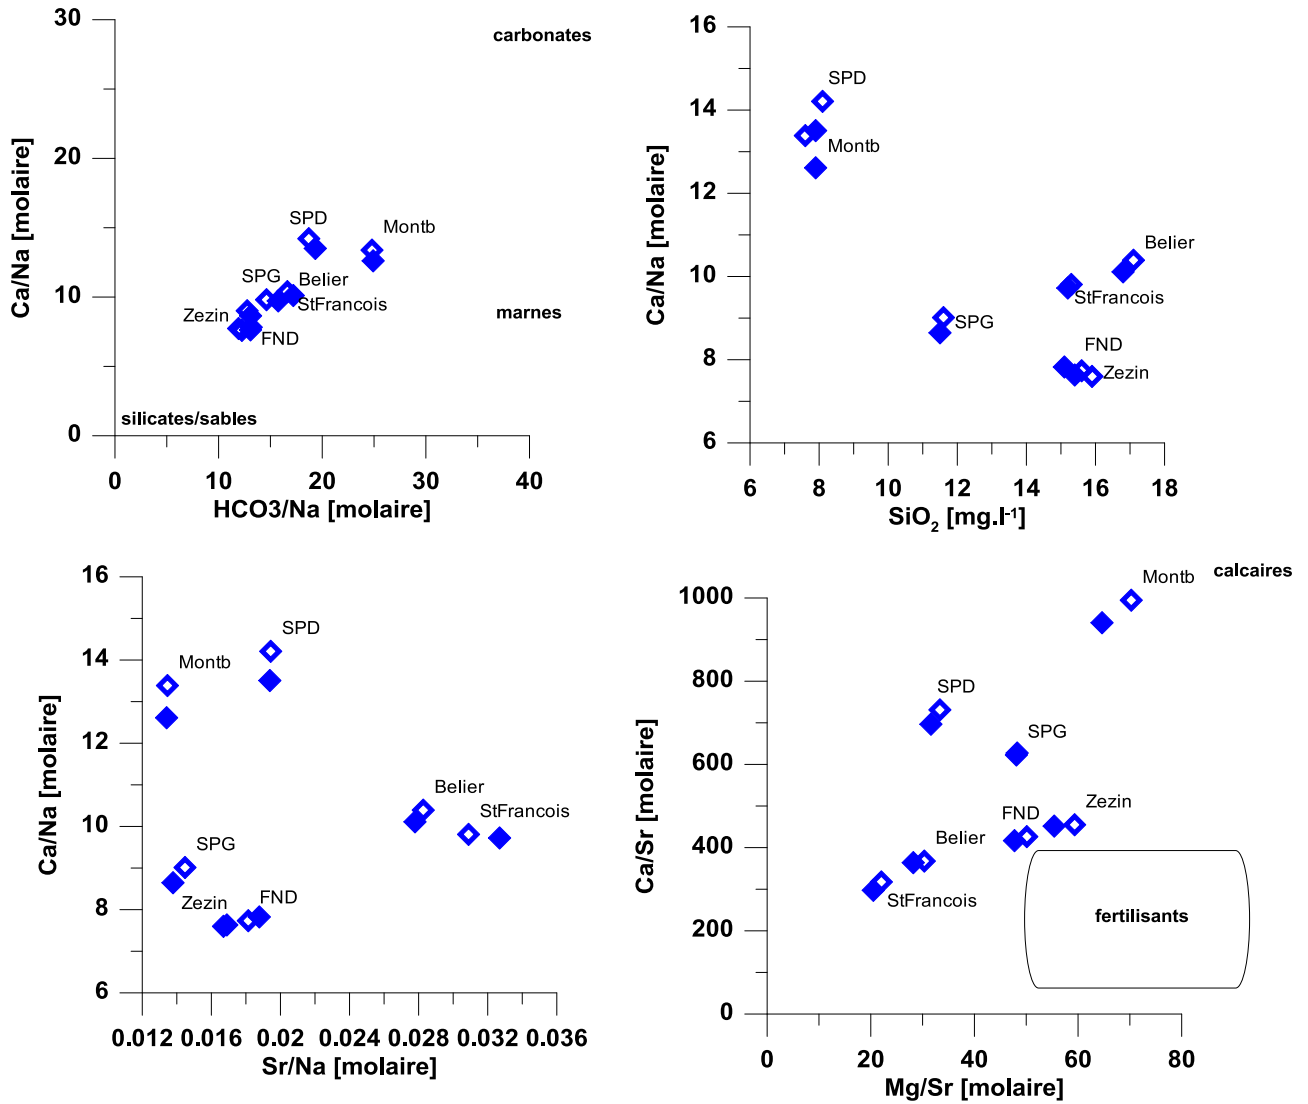 30
20
10
0
Ca/Na [molaire]
carbonates
SPD
Montb
SPG
Belier
StFrancois
Zezin
FND
marnes
silicates/sables
0 10 20 30 40
HCO3/Na [molaire]
16
14
12
10
8
6
Ca/Na [molaire]
SPD
Montb
Belier
StFrancois
SPG
FND
Zezin
6 8 10 12 14 16 18
SiO2 [mg.l-1]
16
14
12
10
8
6
Ca/Na [molaire]
SPD
Montb
Belier
StFrancois
SPG
Zezin
FND
0.012 0.016 0.02 0.024 0.028 0.032 0.036
Sr/Na [molaire]
1000
800
600
400
200
0
Ca/Sr [molaire]
Montb
calcaires
SPD
SPG
Zezin
FND
Belier
StFrancois
fertilisants
0 20 40 60 80
Mg/Sr [molaire]